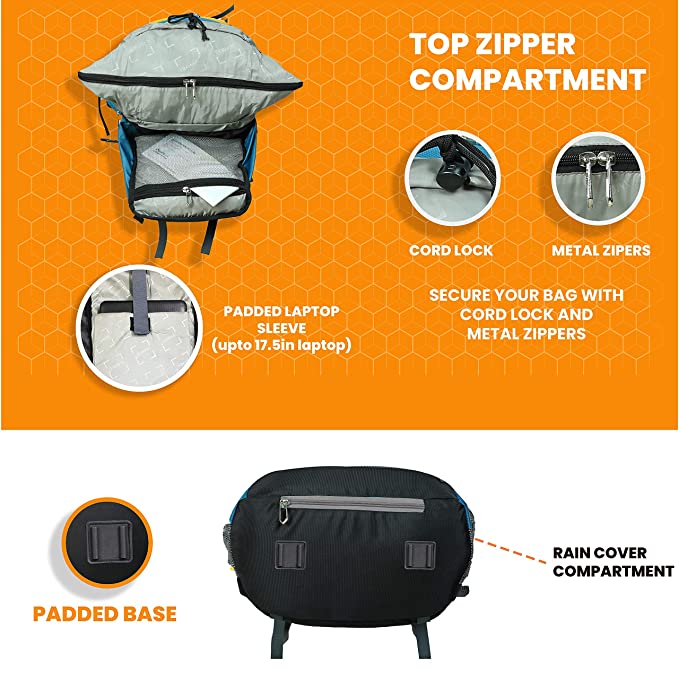 TOP ZIPPER
COMPARTMENT
CORD LOCK
METAL ZIPERS
PADDED LAPTOP
SLEEVE
(upto 17.5in laptop)
SECURE YOUR BAG WITH
CORD LOCK AND
METAL ZIPPERS
PADDED BASE
RAIN COVER
COMPARTMENT